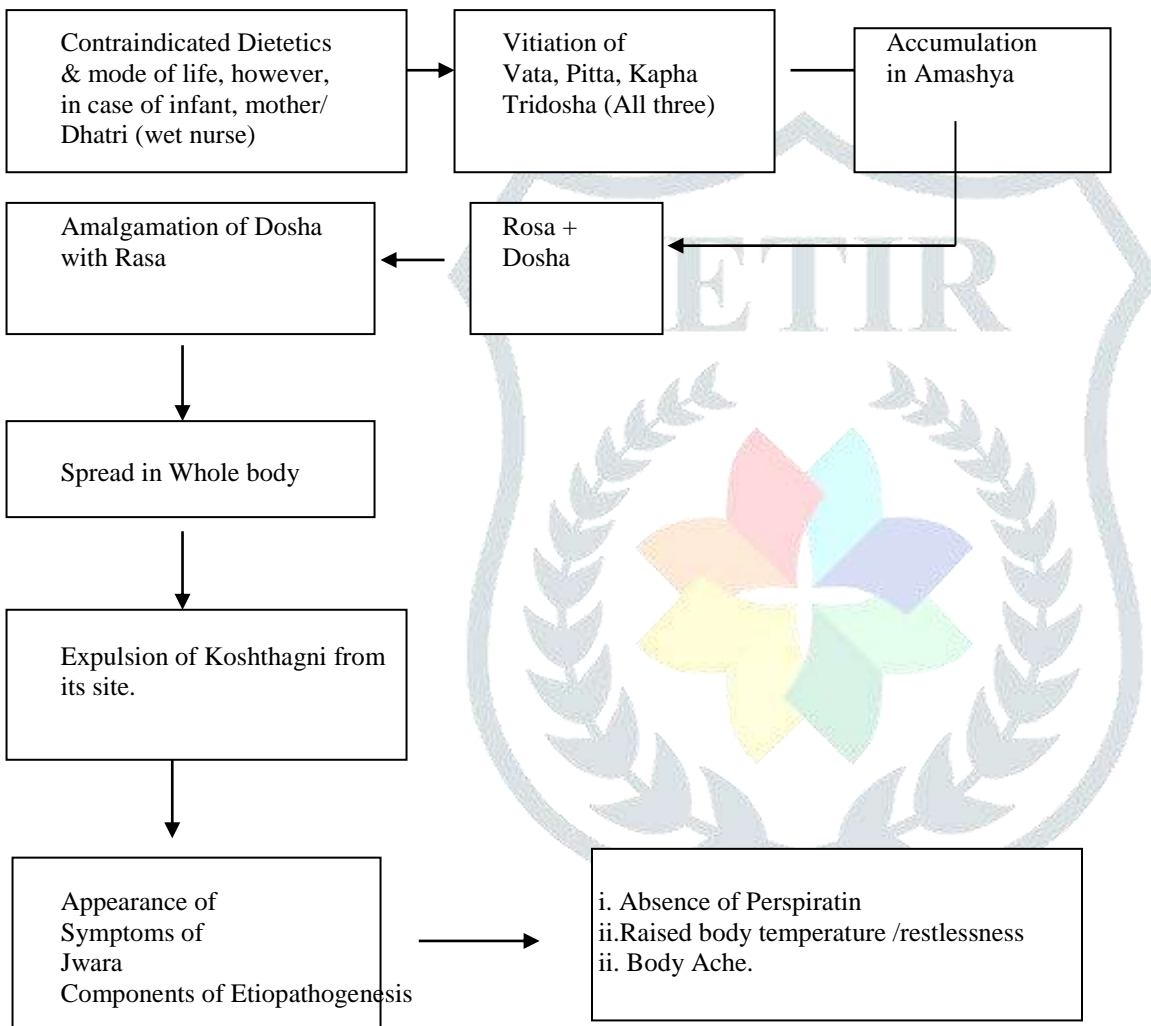 Contraindicated Dietetics
& mode of life, however,
in case of infant, mother/
Dhatri (wet nurse)
Vitiation of
Vata, Pitta, Kapha
Tridosha (All three)
Accumulation
in Amashya
Rosa +
Dosha
Amalgamation of Dosha
with Rasa
ETIR
Spread in Whole body
Expulsion of Koshthagni from
its site.
Appearance of
Symptoms of
Jwara
Components of Etiopathogenesis
i. Absence of Perspiratin
ii.Raised body temperature /restlessness
ii. Body Ache.